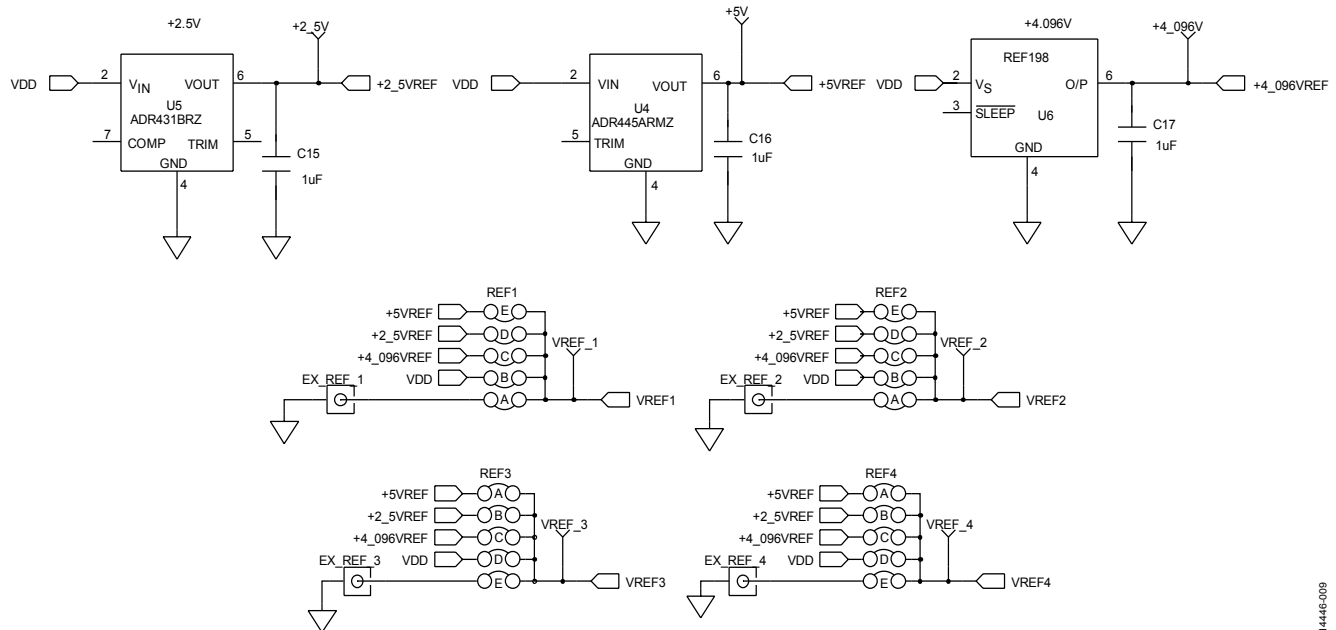 +2.5V
+2_5V
2
VIN
VOUT
6
VDD
+2_5VREF
U5
ADR431BRZ
7
COMP
TRIM
5
GND
4
C15
1uF
+5V
2
VIN
VOUT
6
VDD
+5VREF
U4
ADR445ARMZ
5
TRIM
GND
4
C16
1uF
+4.096V
+4_096V
REF198
2
VS
O/P
6
VDD
+4_096VREF
3
SLEEP
U6
GND
4
C17
1uF
REF1
+5VREF
E
+2_5VREF
D
+4_096VREF
C
VREF_1
VDD
B
EX_REF_1
A
VREF1
REF2
+5VREF
E
+2_5VREF
D
+4_096VREF
C
VREF_2
VDD
B
EX_REF_2
A
VREF2
REF3
+5VREF
A
+2_5VREF
B
+4_096VREF
C
VREF_3
VDD
D
EX_REF_3
E
VREF3
REF4
+5VREF
A
+2_5VREF
B
+4_096VREF
C
VREF_4
VDD
D
EX_REF_4
E
VREF4
14446-009